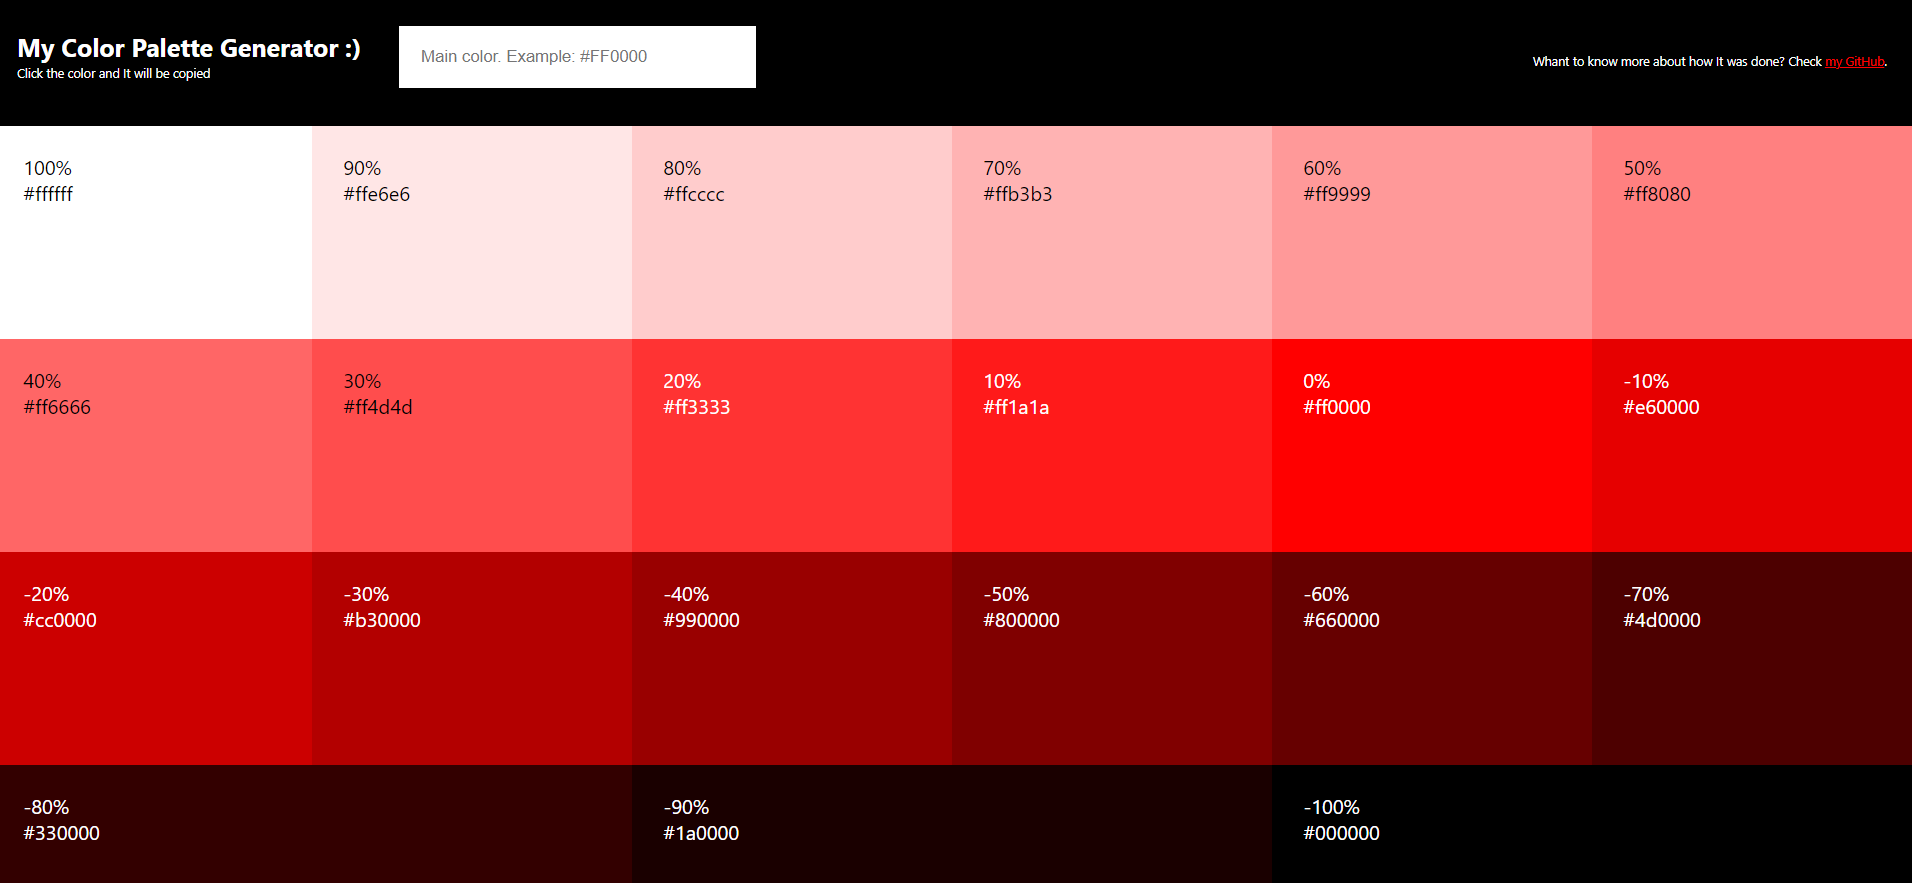 My Color Palette Generator :)
Click the color and It will be copied
Main color. Example: #FF0000
Whant to know more about how It was done? Check my GitHub.
100%
#ffffff
90%
#ffe6e6
80%
#ffcccc
70%
#ffb3b3
60%
#ff9999
50%
#ff8080
40%
#ff6666
30%
#ff4d4d
20%
#ff3333
10%
#ff1a1a
0%
#ff0000
-10%
#e60000
-20%
#cc0000
-30%
#b30000
-40%
#990000
-50%
#800000
-60%
#660000
-70%
#4d0000
-80%
#330000
-90%
#1a0000
-100%
#000000